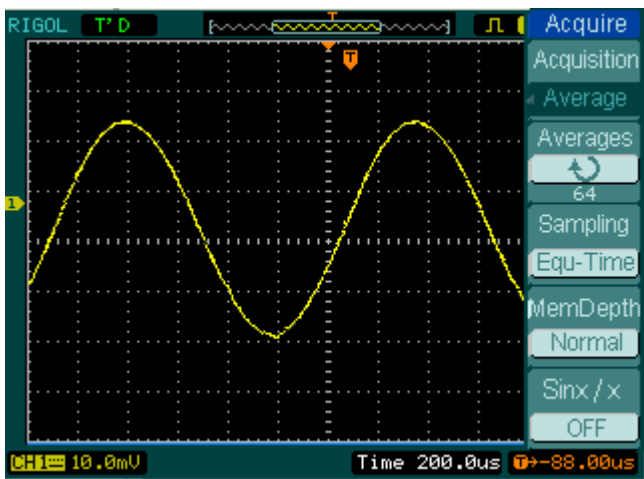 RIGOL T'D
T
T
1
Acquire
Acquisition
Average
Averages
64
Sampling
Equ-Time
MemDepth
Normal
Sinx/x
OFF
CH1 10.0mV Time 200.0us T→-88.00us